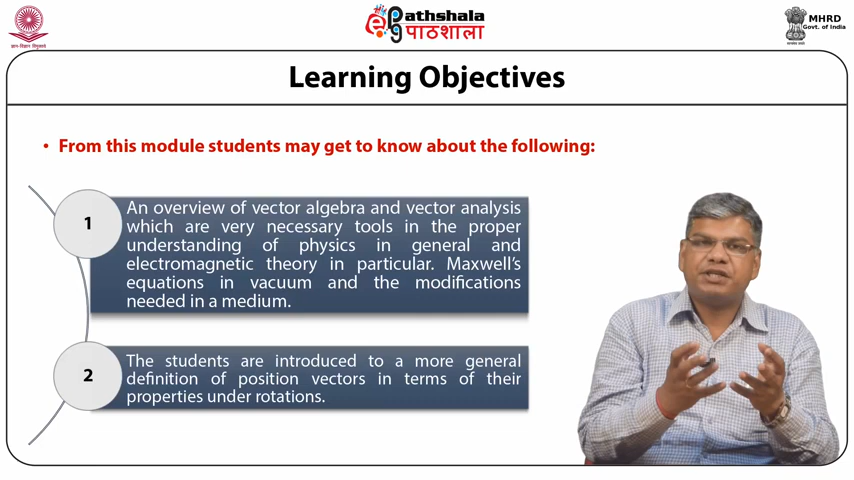 ePathshala
पाठशाला
MHRD
Govt. of India
ज्ञान-विज्ञान विमुक्तये
Learning Objectives
• From this module students may get to know about the following:
1
An overview of vector algebra and vector analysis
which are very necessary tools in the proper
understanding of physics in general and
electromagnetic theory in particular. Maxwell's
equations in vacuum and the modifications
needed in a medium.
2
The students are introduced to a more general
definition of position vectors in terms of their
properties under rotations.